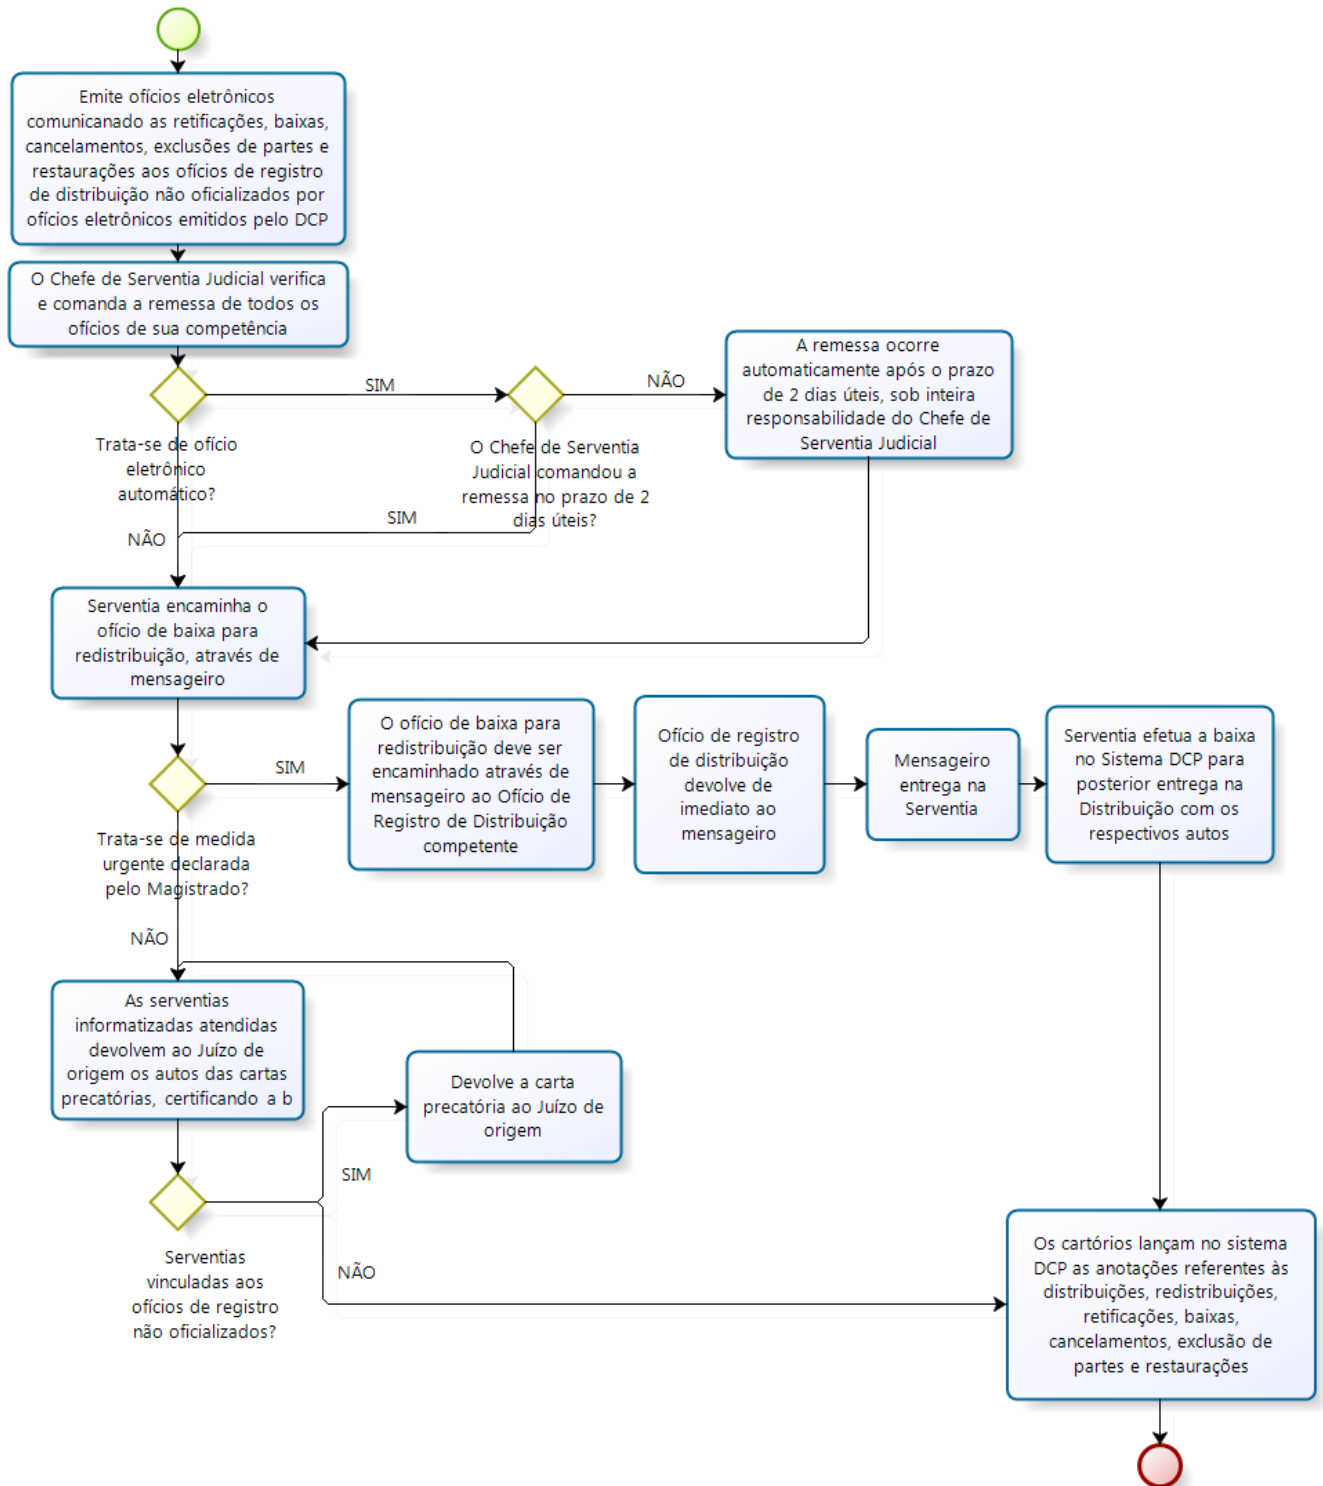 Emite ofícios eletrônicos
comunicanado as retificações, baixas,
cancelamentos, exclusões de partes e
restaurações aos ofícios de registro
de distribuição não oficializados por
ofícios eletrônicos emitidos pelo DCP
O Chefe de Serventia Judicial verifica
e comanda a remessa de todos os
ofícios de sua competência
SIM
NÃO
A remessa ocorre
automaticamente após o prazo
de 2 dias úteis, sob inteira
responsabilidade do Chefe de
Serventia Judicial
Trata-se de ofício
eletrônico
automático?
O Chefe de Serventia
Judicial comandou a
remessa no prazo de 2
dias úteis?
SIM
NÃO
Serventia encaminha o
ofício de baixa para
redistribuição, através de
mensageiro
SIM
O ofício de baixa para
redistribuição deve ser
encaminhado através de
mensageiro ao Ofício de
Registro de Distribuição
competente
Ofício de registro
de distribuição
devolve de
imediato ao
mensageiro
Mensageiro
entrega na
Serventia
Serventia efetua a baixa
no Sistema DCP para
posterior entrega na
Distribuição com os
respectivos autos
Trata-se de medida
urgente declarada
pelo Magistrado?
NÃO
As serventias
informatizadas atendidas
devolvem ao Juízo de
origem os autos das cartas
precatórias, certificando a b
Devolve a carta
precatória ao Juízo de
origem
SIM
NÃO
Serventias
vinculadas aos
ofícios de registro
não oficializados?
Os cartórios lançam no sistema
DCP as anotações referentes às
distribuições, redistribuições,
retificações, baixas,
cancelamentos, exclusão de
partes e restaurações